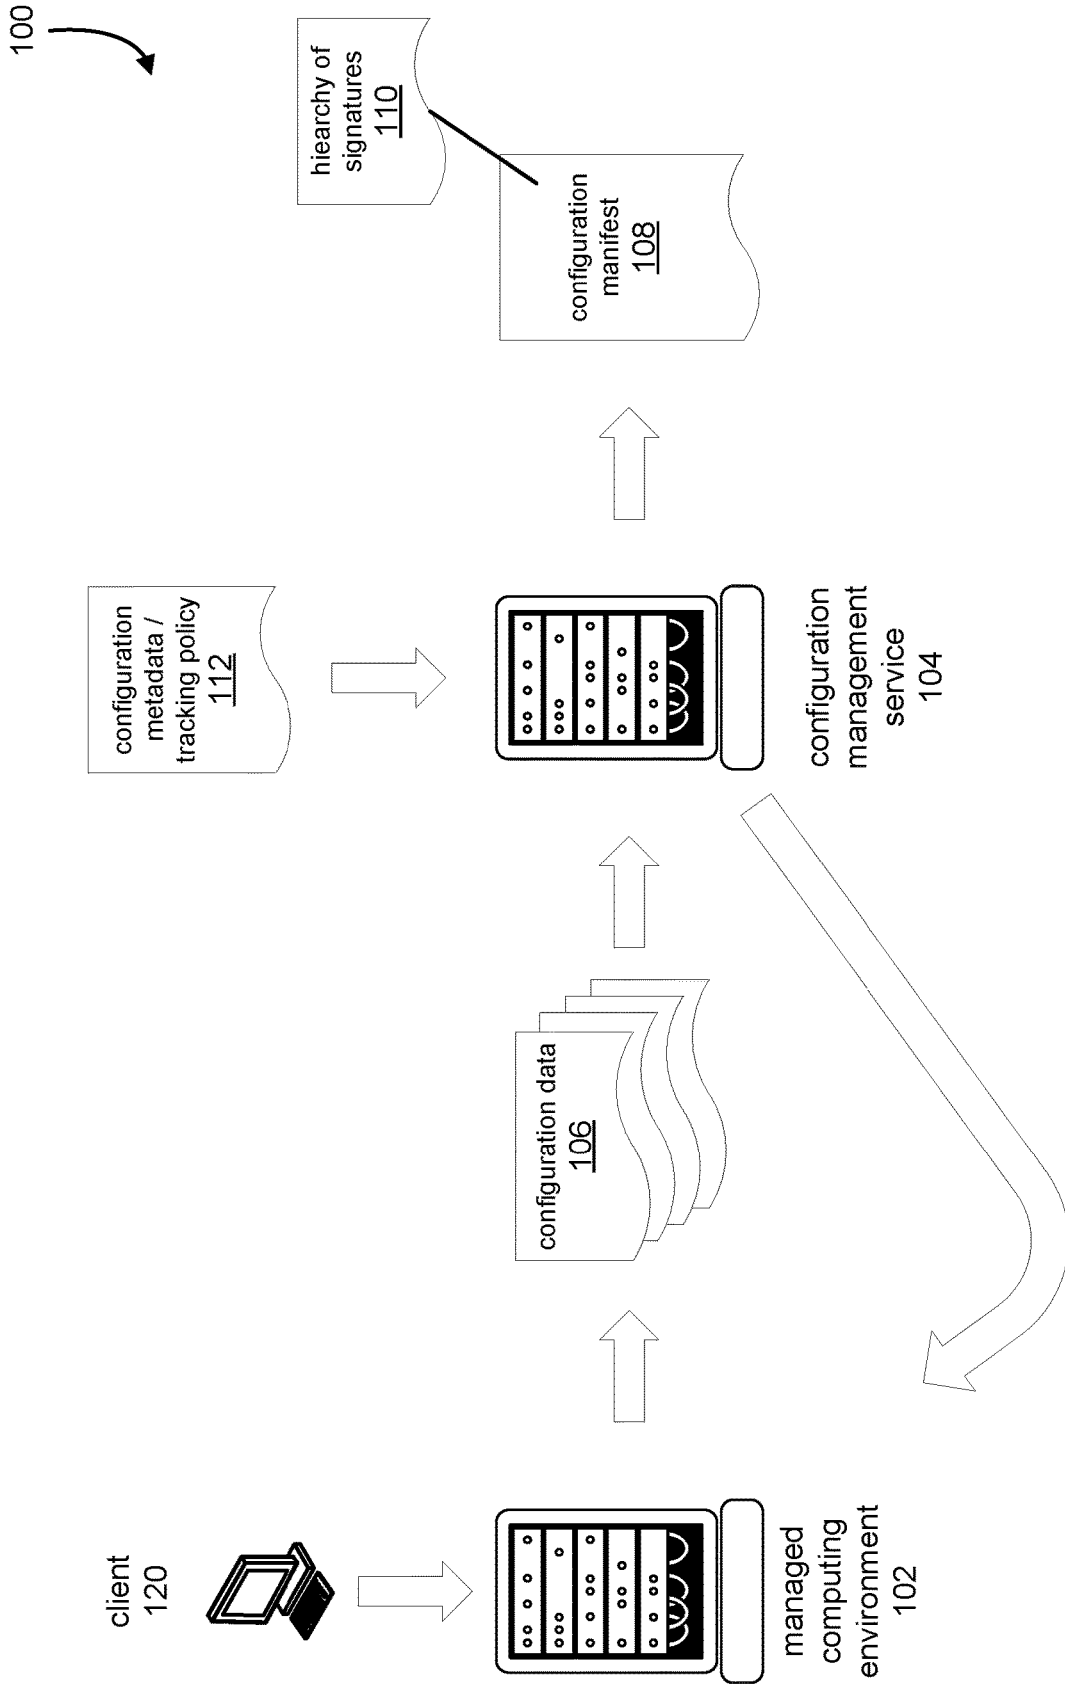 100
client
120
managed
computing
environment
102
configuration data
106
configuration
metadata /
tracking policy
112
configuration
management
service
104
hiearchy of
signatures
110
configuration
manifest
108